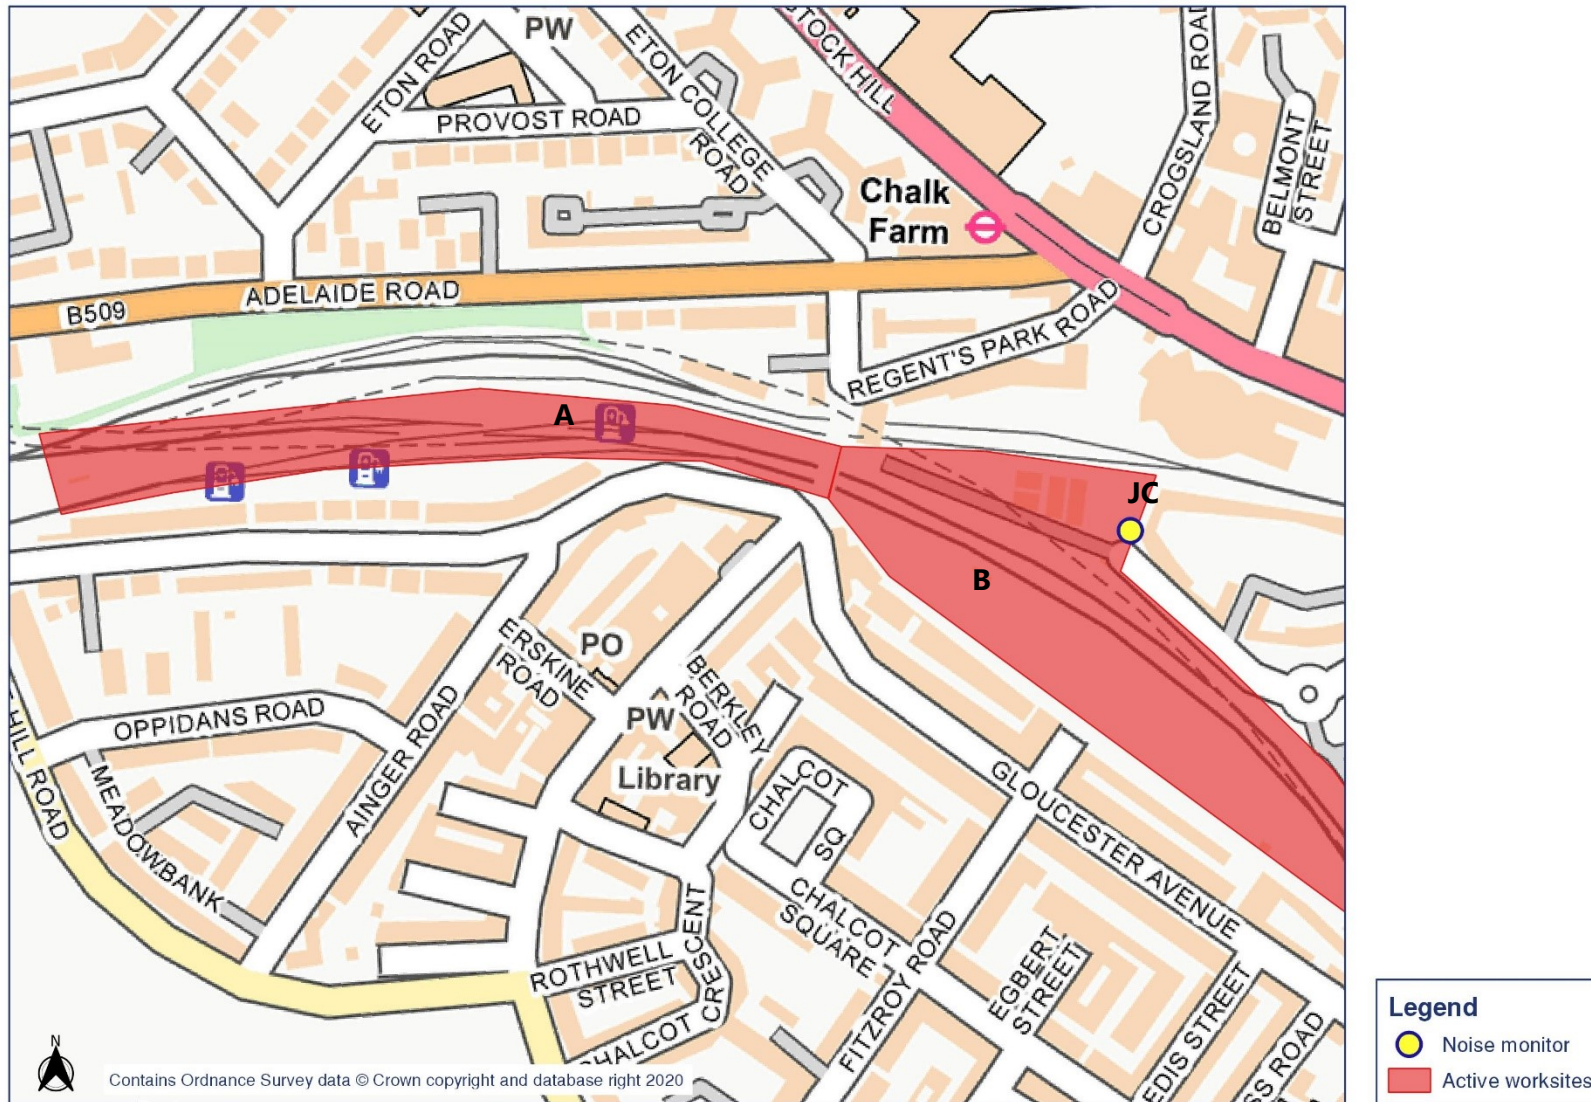 PW
ETON ROAD
PROVOST ROAD
ETON COLLEGE
ROAD
STOCK HILL
CROGSLAND ROAD
BELMONT
STREET
Chalk
Farm
B509
ADELAIDE ROAD
REGENT'S PARK ROAD
A
JC
B
ERSKINE
ROAD
PO
BERKLEY
ROAD
PW
Library
OPPIDANS ROAD
HILL ROAD
MEADOWBANK
AINGER ROAD
CHALCOT
SQ
GLOUCESTER AVENUE
CHALCOT
SQUARE
ROTHWELL
STREET
CHALCOT CRESCENT
FITZROY ROAD
EGBERT
STREET
EDIS STREET
SS ROAD
N
Contains Ordnance Survey data © Crown copyright and database right 2020
Legend
Noise monitor
Active worksites